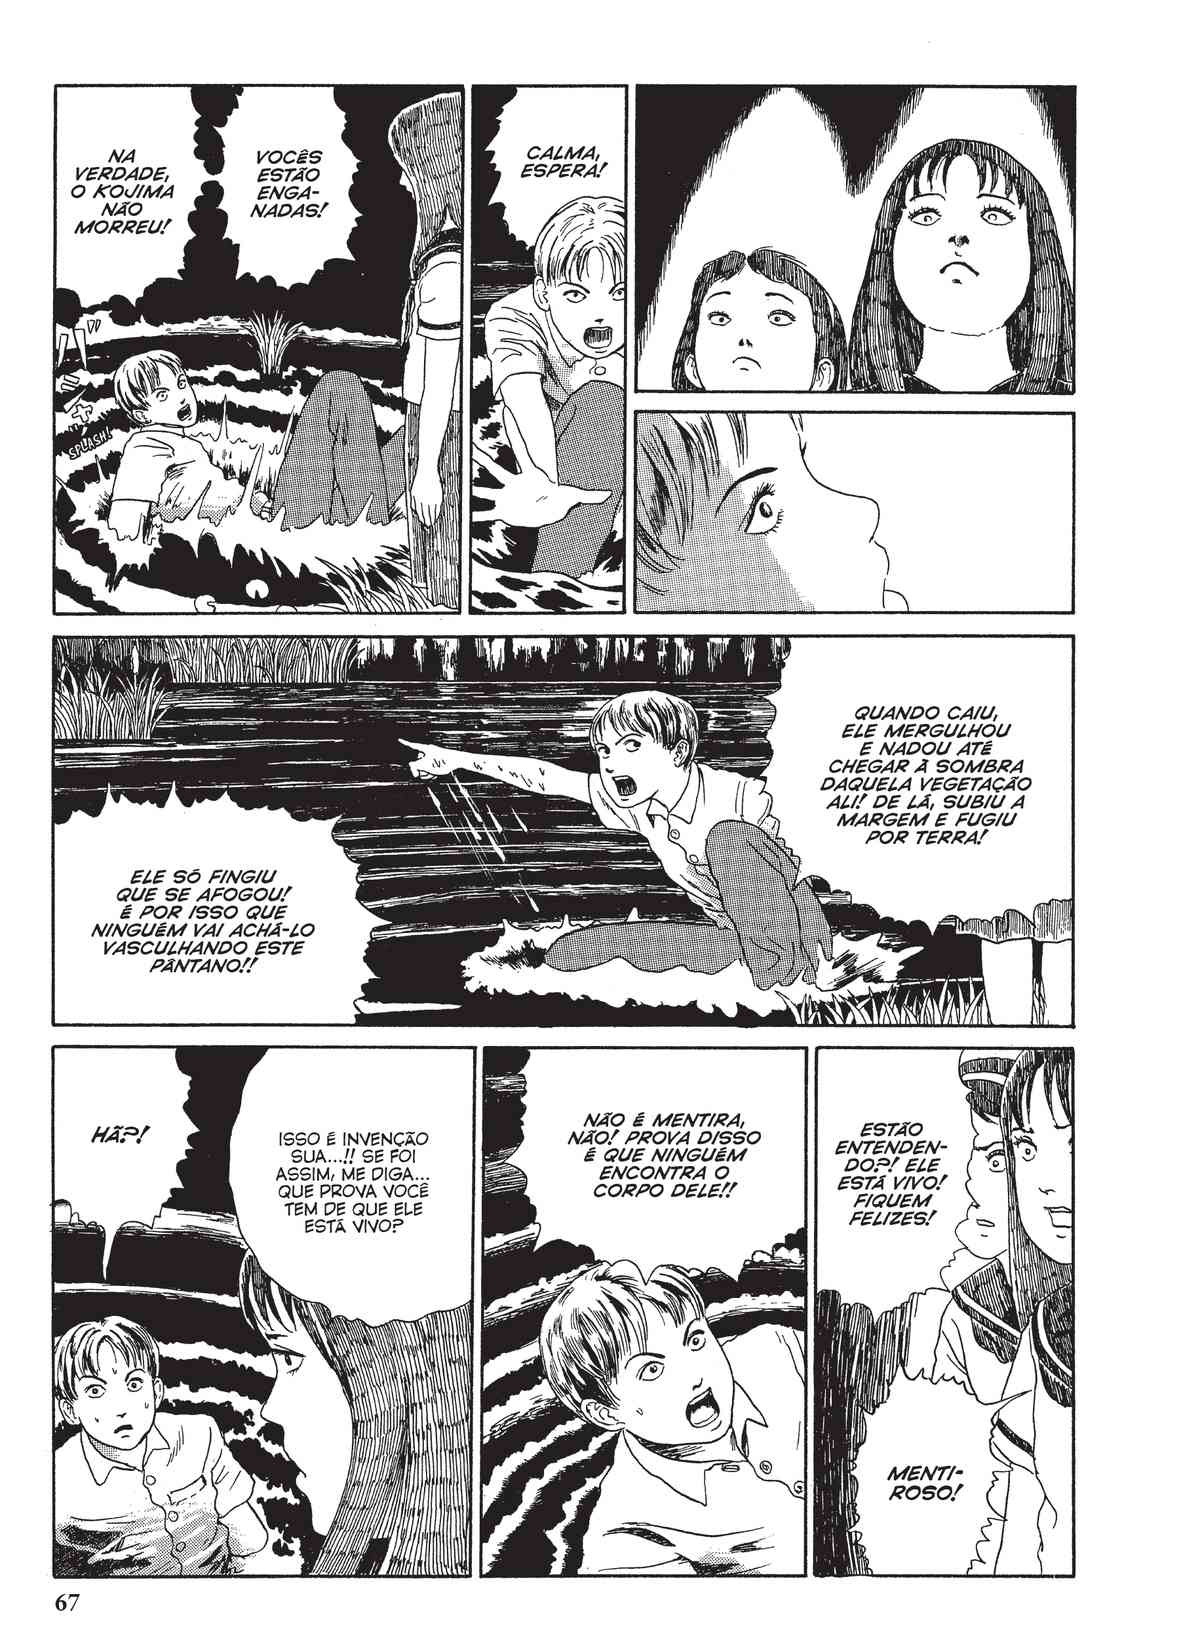 CALMA,
ESPERA!
VOCÊS
ESTÃO
ENGA-
NADAS!
NA
VERDADE,
O KOJIMA
NÃO
MORREU!
SPLASH!
QUANDO CAIU,
ELE MERGULHOU
E NADOU ATÉ
CHEGAR À SOMBRA
DAQUELA VEGETAÇÃO
ALI! DE LÁ, SUBIU A
MARGEM E FUGIU
POR TERRA!
ELE SÓ FINGIU
QUE SE AFOGOU!
É POR ISSO QUE
NINGUÉM VAI ACHÁ-LO
VASCULHANDO ESTE
PÂNTANO!!
ESTÃO
ENTENDEN-
DO?! ELE
ESTÁ VIVO!
FIQUEM
FELIZES!
MENTI-
ROSO!
NÃO É MENTIRA,
NÃO! PROVA DISSO
É QUE NINGUÉM
ENCONTRA O
CORPO DELE!!
ISSO É INVENÇÃO
SUA...!! SE FOI
ASSIM, ME DIGA...
QUE PROVA VOCÊ
TEM DE QUE ELE
ESTÁ VIVO?
HÃ?!
67